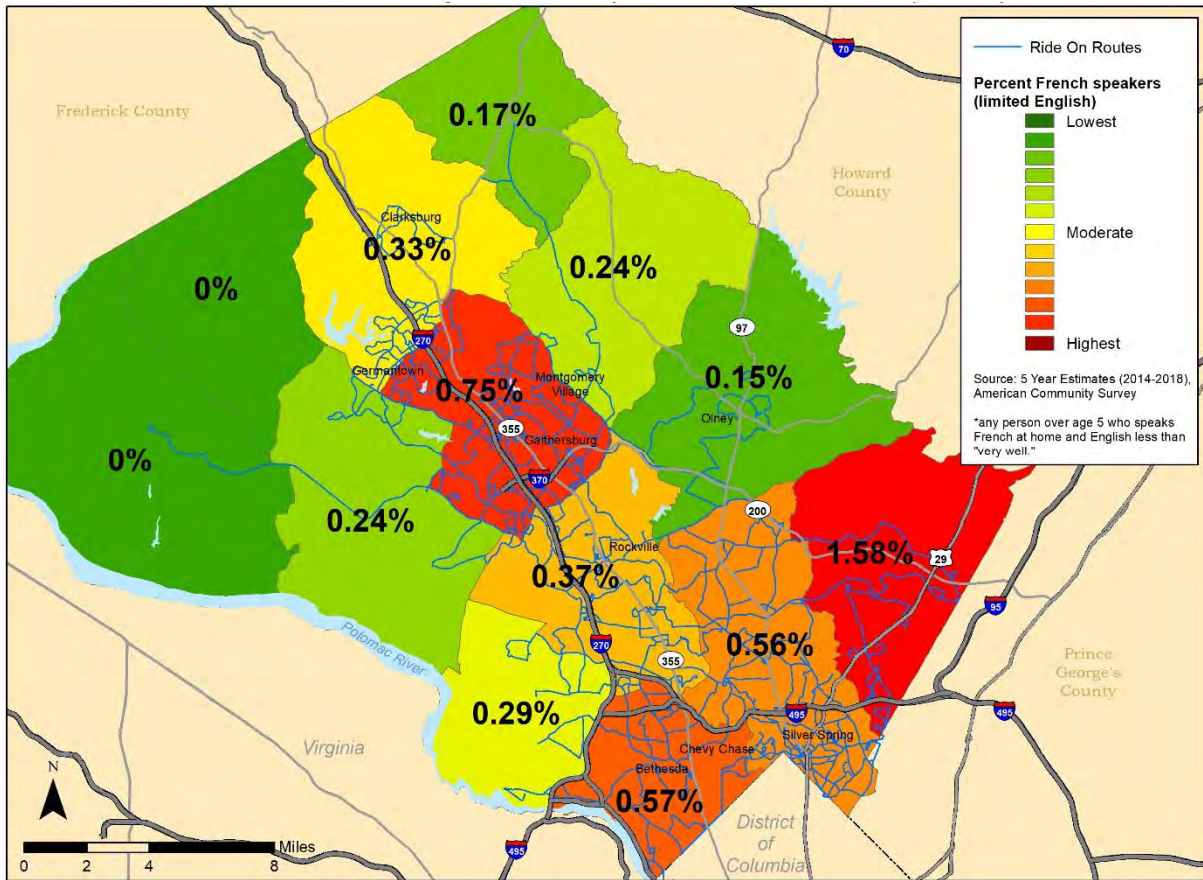 70
Ride On Routes
Percent French speakers
(limited English)
Lowest
Moderate
Highest
Source: 5 Year Estimates (2014-2018),
American Community Survey
*any person over age 5 who speaks
French at home and English less than
"very well."
Frederick County
0.17%
Howard
County
Clarksburg
0.33%
0.24%
0%
97
270
Germantown
0.75%
Montgomery
Village
0.15%
Olney
355
Gaithersburg
0%
370
0.24%
200
Rockville
1.58%
29
0.37%
95
270
355
0.56%
Potomac River
Prince
George's
County
0.29%
495
495
Virginia
Chevy Chase
Silver Spring
Bethesda
0.57%
N
District
of
Columbia
Miles
0 2 4 8
495